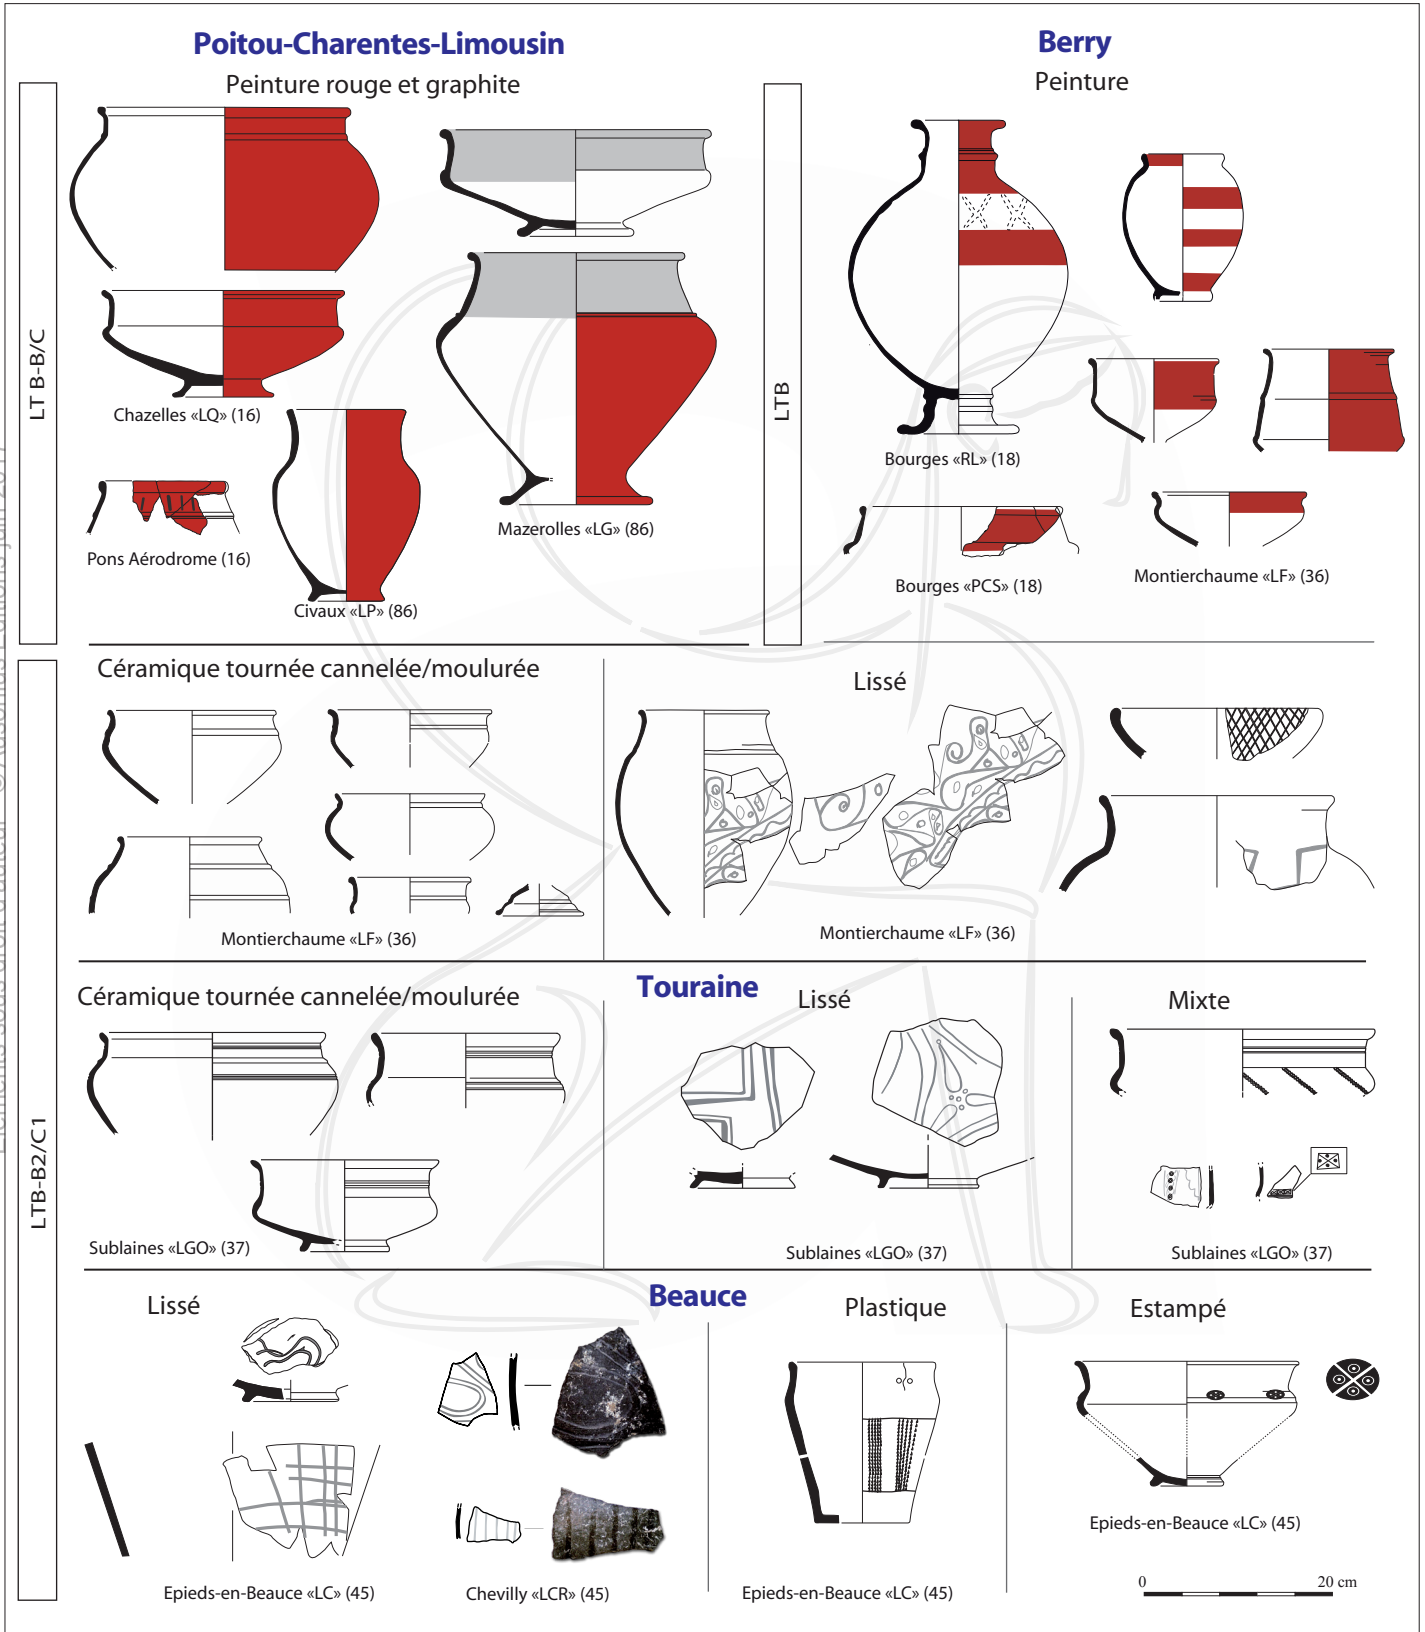 Poitou-Charentes-Limousin
Peinture rouge et graphite
Berry
Peinture
LT B-B/C
LTB
Chazelles «LQ» (16)
Pons Aérodrome (16)
Civaux «LP» (86)
Mazerolles «LG» (86)
Bourges «RL» (18)
Bourges «PCS» (18)
Montierchaume «LF» (36)
LTB-B2/C1
Céramique tournée cannelée/moulurée
Lissé
Montierchaume «LF» (36)
Montierchaume «LF» (36)
Touraine
Céramique tournée cannelée/moulurée
Lissé
Mixte
Sublaines «LGO» (37)
Sublaines «LGO» (37)
Sublaines «LGO» (37)
Beauce
Lissé
Plastique
Estampé
Epieds-en-Beauce «LC» (45)
Chevilly «LCR» (45)
Epieds-en-Beauce «LC» (45)
Epieds-en-Beauce «LC» (45)
0 20 cm